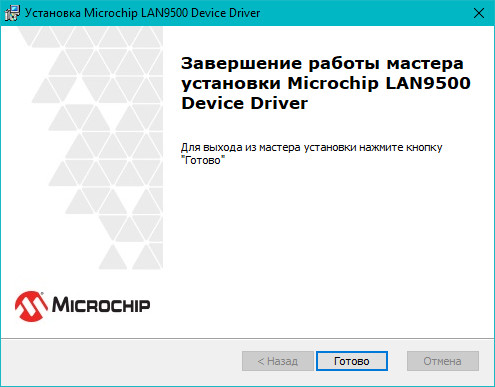 Установка Microchip LAN9500 Device Driver
Завершение работы мастера
установки Microchip LAN9500
Device Driver
Для выхода из мастера установки нажмите кнопку
"Готово"
MICROCHIP
< Назад
Готово
Отмена